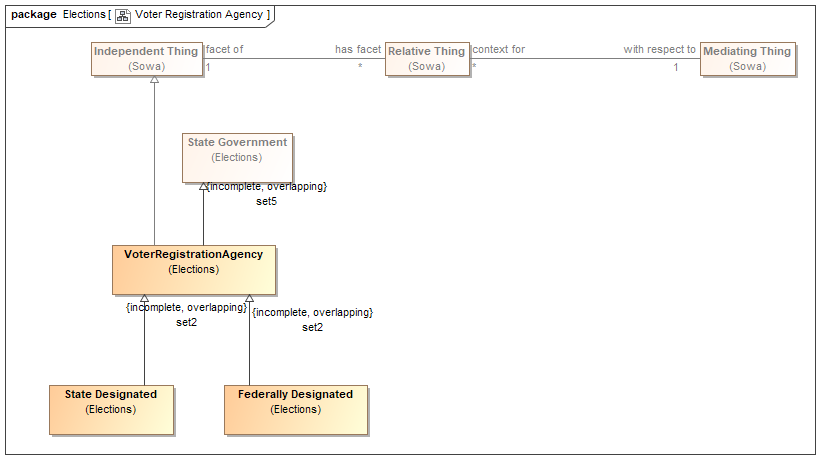 package Elections [ Voter Registration Agency ]
Independent Thing
(Sowa)
facet of
1
has facet
*
Relative Thing
(Sowa)
context for
*
with respect to
1
Mediating Thing
(Sowa)
State Government
(Elections)
{incomplete, overlapping}
set5
VoterRegistrationAgency
(Elections)
{incomplete, overlapping}
set2
{incomplete, overlapping}
set2
State Designated
(Elections)
Federally Designated
(Elections)